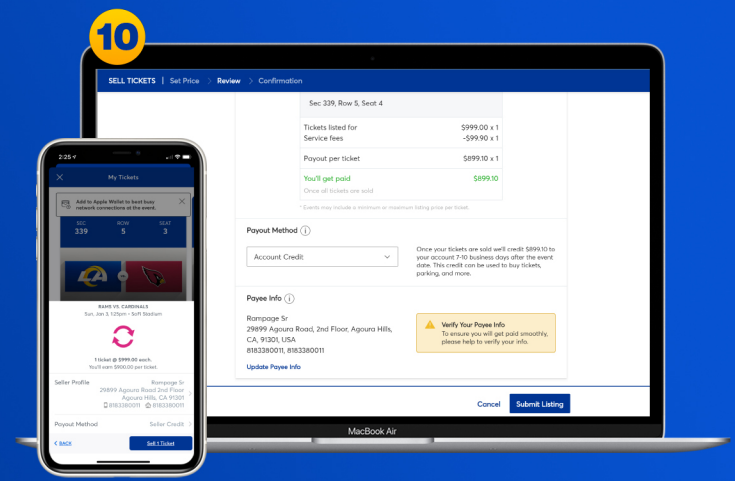 10
SELL TICKETS | Set Price > Review > Confirmation
Sec 339, Row 5, Seat 4
Tickets listed for $999.00 x 1
Service fees -$99.90 x 1
Payout per ticket $899.10 x 1
You'll get paid $899.10
Once all tickets are sold
* Events may include a minimum or maximum listing price per ticket
Payout Method
Account Credit
Once your tickets are sold we'll credit $899.10 to
your account 7-10 business days after the event
date. This credit can be used to buy tickets,
parking, and more.
Payee Info
Rampage Sr
29899 Agoura Road, 2nd Floor, Agoura Hills,
CA, 91301, USA
8183380011, 8183380011
Update Payee Info
Verify Your Payee Info
To ensure you will get paid smoothly,
please help to verify your info.
Cancel Submit Listing
MacBook Air
2:25
My Tickets
Add to Apple Wallet to beat busy
network connections at the event.
SEC ROW SEAT
339 5 3
RAMS VS. CARDINALS
Sun, Jan 3, 1:25pm - SoFi Stadium
1 ticket @ $999.00 each.
You'll earn $900.00 per ticket.
Seller Profile Rampage Sr
29899 Agoura Road 2nd Floor
Agoura Hills, CA 91301
8183380011 8183380011
Payout Method Seller Credit >
< BACK Sell 1 Ticket